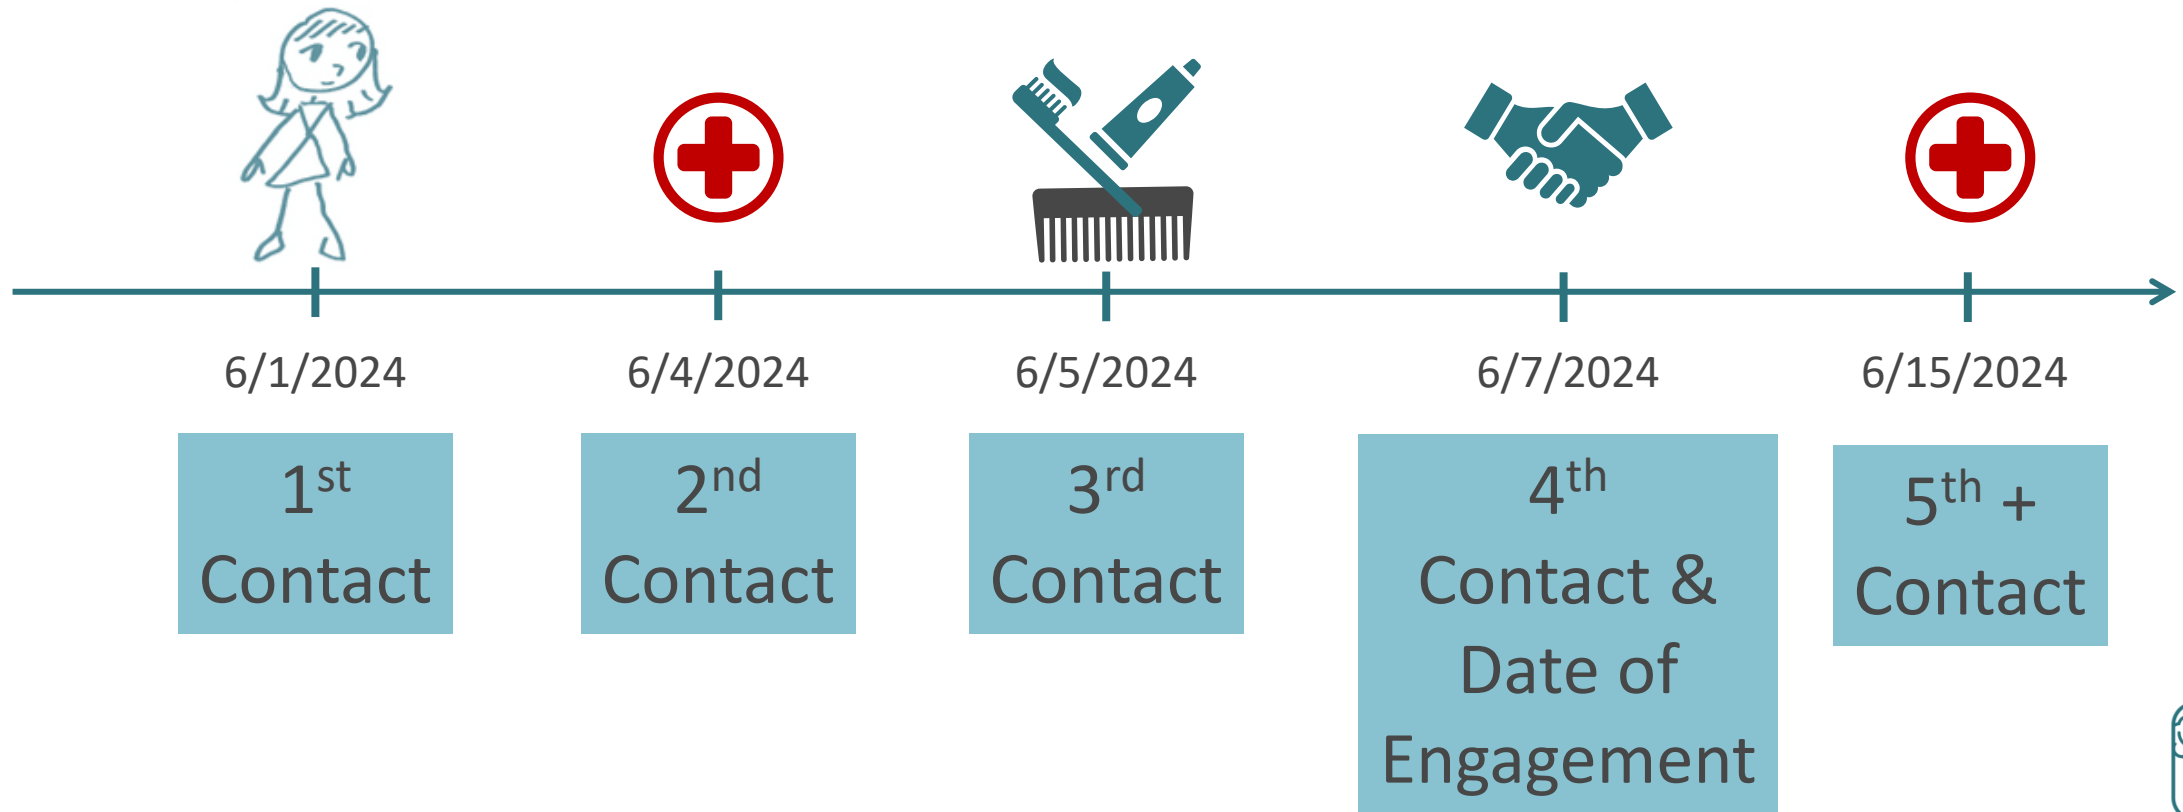 6/1/2024
6/4/2024
6/5/2024
6/7/2024
6/15/2024
1st
Contact
2nd
Contact
3rd
Contact
4th
Contact &
Date of
Engagement
5th +
Contact